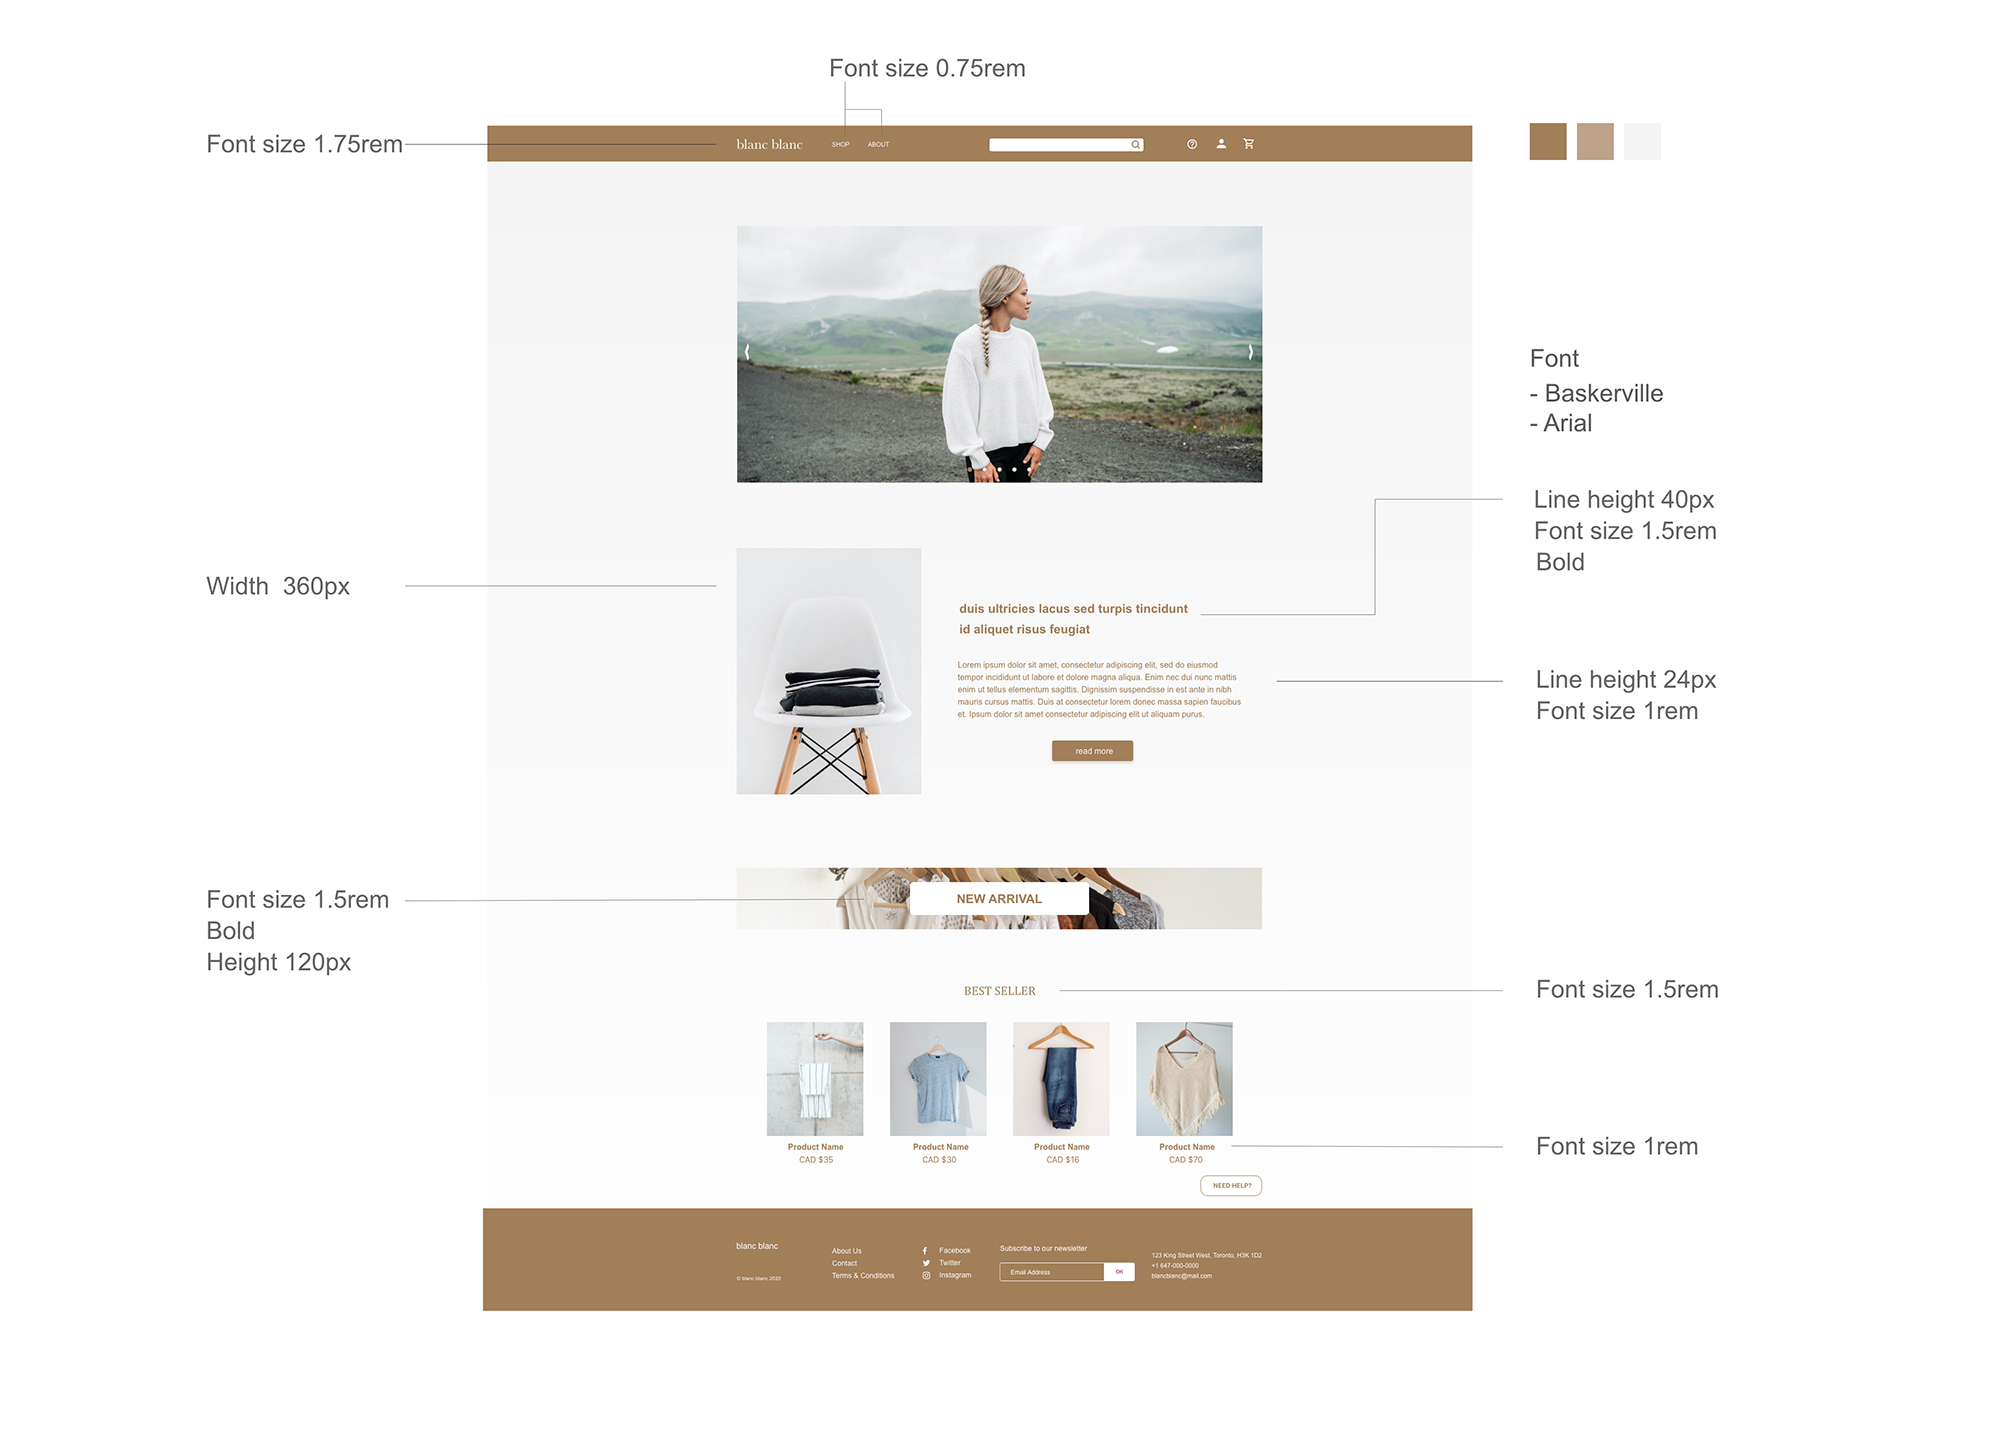 Font size 0.75rem
Font size 1.75rem
blanc blanc
SHOP
ABOUT
Font
- Baskerville
- Arial
Line height 40px
Font size 1.5rem
Bold
Width  360px
duis ultricies lacus sed turpis tincidunt
id aliquet risus feugiat
Lorem ipsum dolor sit amet, consectetur adipiscing elit, sed do eiusmod
tempor incididunt ut labore et dolore magna aliqua. Enim nec dui nunc mattis
enim ut tellus elementum sagittis. Dignissim suspendisse in est ante in nibh
mauris cursus mattis. Duis at consectetur lorem donec massa sapien faucibus
et. Ipsum dolor sit amet consectetur adipiscing elit ut aliquam purus.
Line height 24px
Font size 1rem
read more
Font size 1.5rem
Bold
Height 120px
NEW ARRIVAL
BEST SELLER
Font size 1.5rem
Product Name
CAD $35
Product Name
CAD $30
Product Name
CAD $16
Product Name
CAD $70
Font size 1rem
NEED HELP?
blanc blanc
© blanc blanc 2020
About Us
Contact
Terms & Conditions
Facebook
Twitter
Instagram
Subscribe to our newsletter
Email Address
OK
123 King Street West, Toronto, H3K 1D2
+1 647-000-0000
blancblanc@mail.com